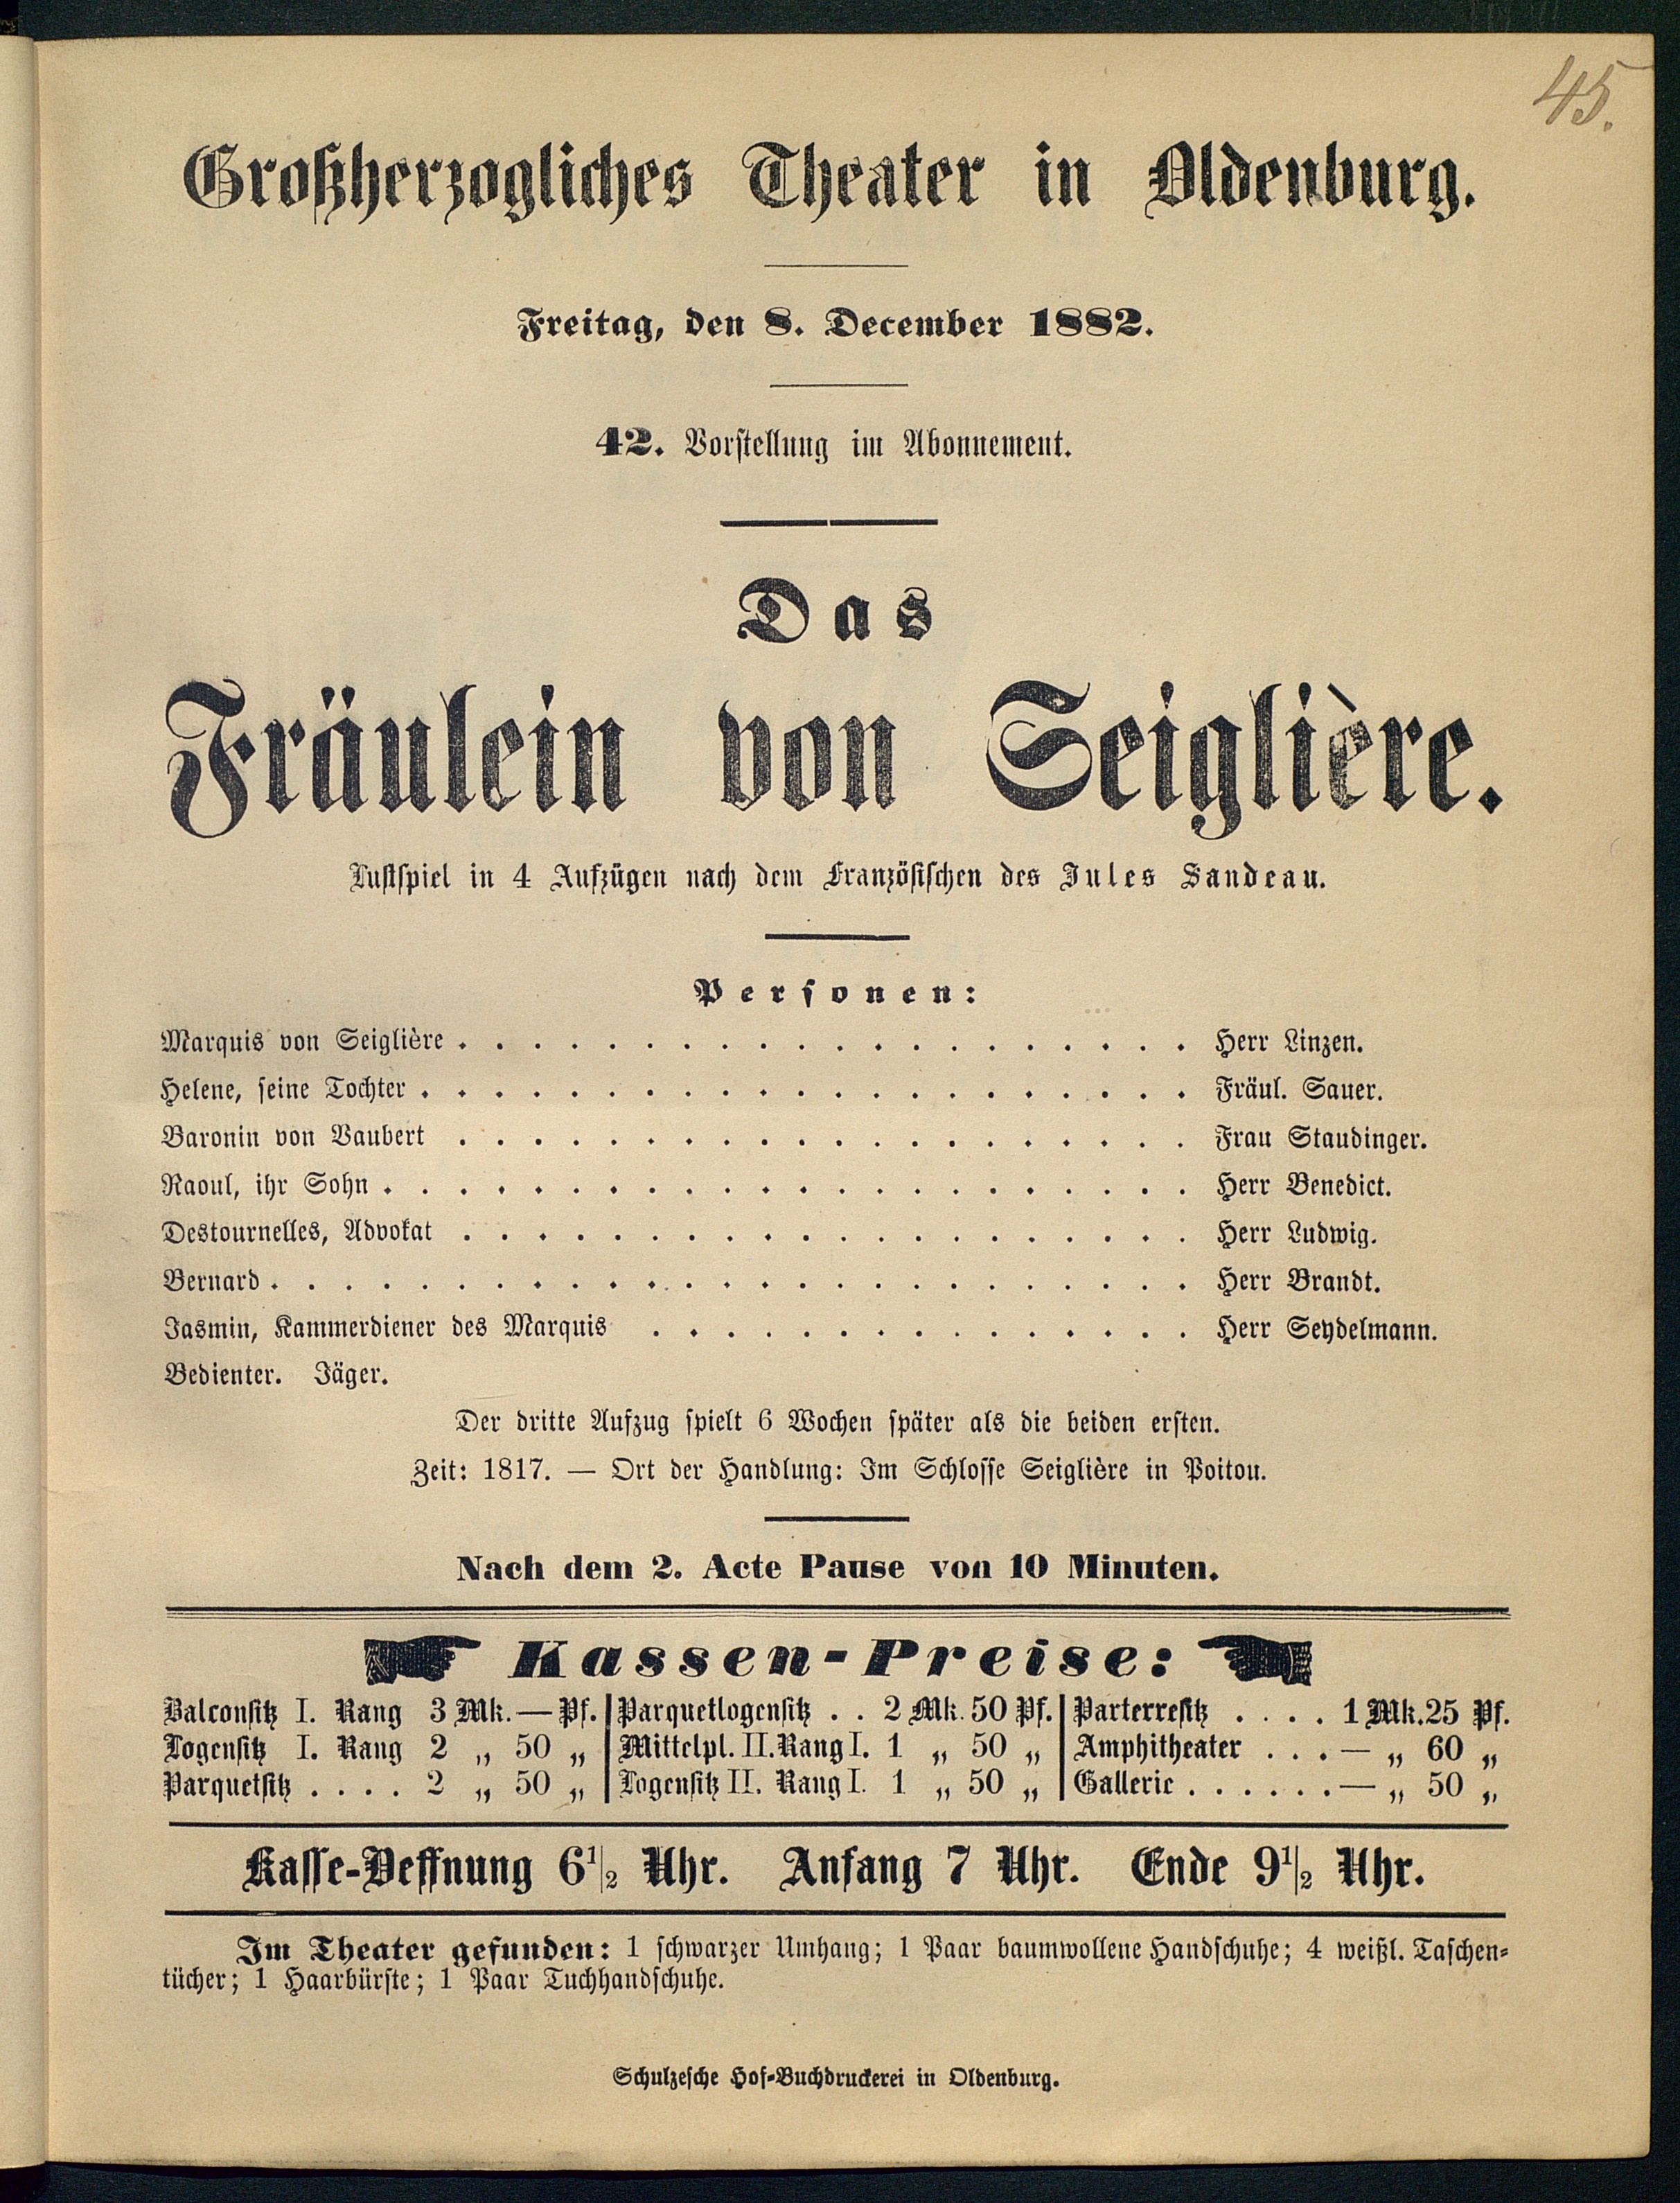 45.
Großherzogliches Theater in Oldenburg.
Freitag, den 8. December 1882.
42. Vorstellung im Abonnement.
Das
Fräulein von Seiglière.
Lustspiel in 4 Aufzügen nach dem Französischen des Jules Sandeau.
Personen:
Marquis von Seiglière . . . . . . . . . . . . . . . . . . . . Herr Linzen.
Helene, seine Tochter . . . . . . . . . . . . . . . . . . . . . Fräul. Sauer.
Baronin von Vaubert . . . . . . . . . . . . . . . . . . . . Frau Staudinger.
Raoul, ihr Sohn . . . . . . . . . . . . . . . . . . . . . . Herr Benedict.
Destournelles, Advokat . . . . . . . . . . . . . . . . . . . . Herr Ludwig.
Bernard . . . . . . . . . . . . . . . . . . . . . . . . . Herr Brandt.
Jasmin, Kammerdiener des Marquis . . . . . . . . . . . . . . . Herr Seydelmann.
Bedienter. Jäger.
Der dritte Aufzug spielt 6 Wochen später als die beiden ersten.
Zeit: 1817. — Ort der Handlung: Im Schlosse Seiglière in Poitou.
Nach dem 2. Acte Pause von 10 Minuten.
Kassen-Preise:
Balconsitz I. Rang 3 Mk. — Pf. | Parquetlogensitz . . 2 Mk. 50 Pf. | Parterresitz . . . . 1 Mk. 25 Pf.
Logensitz I. Rang 2 „ 50 „ | Mittelpl. II. Rang I. 1 „ 50 „ | Amphitheater . . . — „ 60 „
Parquetsitz . . . . 2 „ 50 „ | Logensitz II. Rang I. 1 „ 50 „ | Gallerie . . . . . . — „ 50 „
Kasse-Oeffnung 6 1/2 Uhr. Anfang 7 Uhr. Ende 9 1/2 Uhr.
Im Theater gefunden: 1 schwarzer Umhang; 1 Paar baumwollene Handschuhe; 4 weißl. Taschen-
tücher; 1 Haarbürste; 1 Paar Tuchhandschuhe.
Schulzesche Hof-Buchdruckerei in Oldenburg.